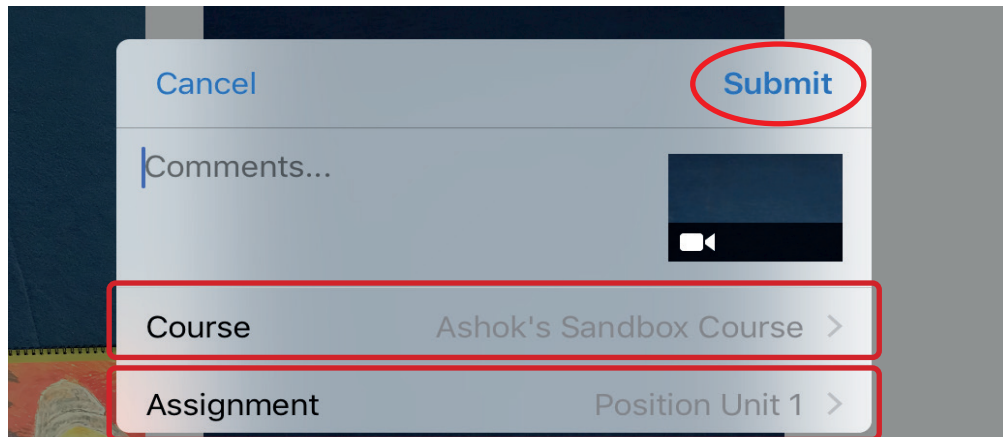 Cancel Submit
Comments...
Course Ashok's Sandbox Course >
Assignment Position Unit 1 >